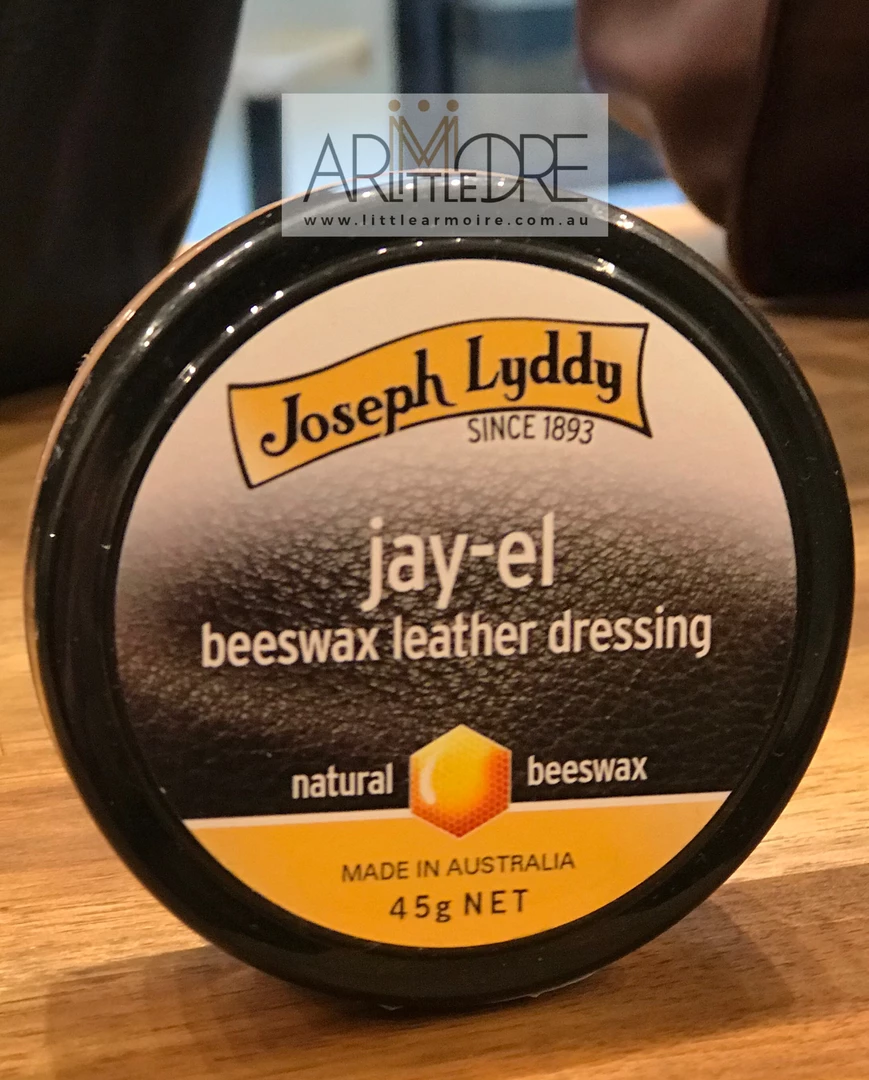 ARMOIRE
LITTLE
www.littlearmoire.com.au
Joseph Lyddy
SINCE 1893
jay-el
beeswax leather dressing
natural beeswax
MADE IN AUSTRALIA
45g NET